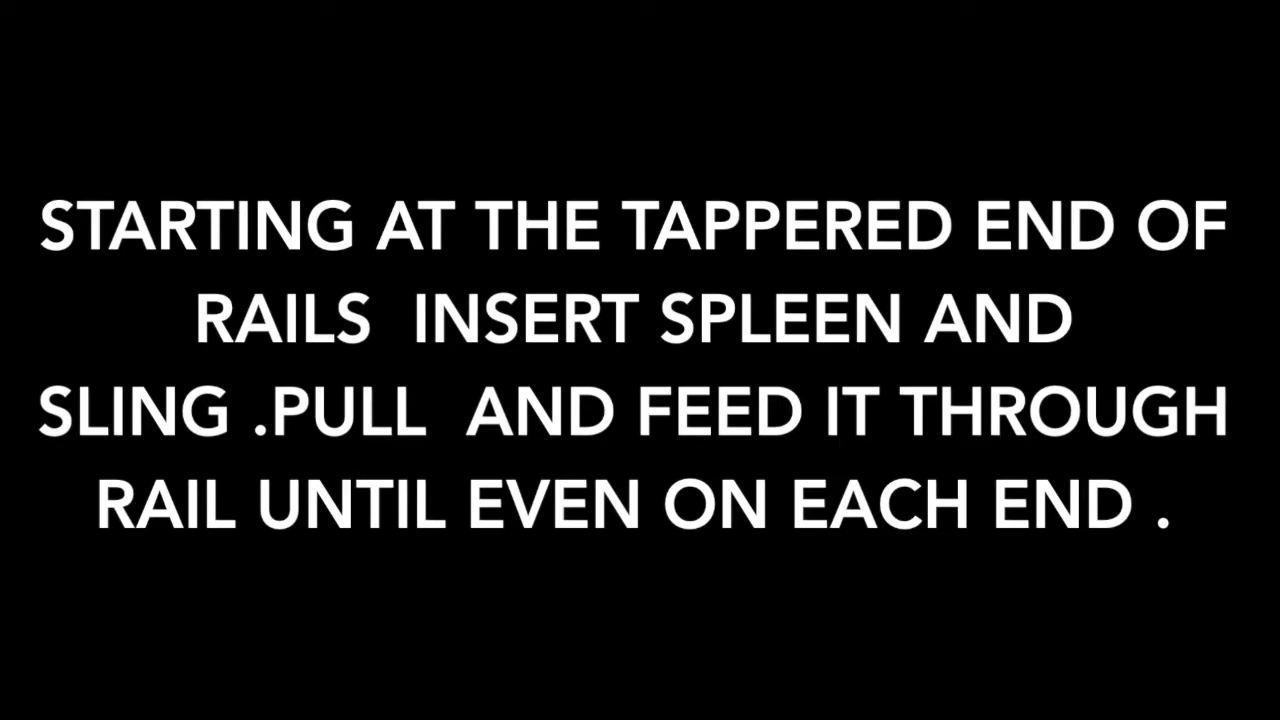 STARTING AT THE TAPPERED END OF
RAILS  INSERT SPLEEN AND
SLING .PULL  AND FEED IT THROUGH
RAIL UNTIL EVEN ON EACH END .